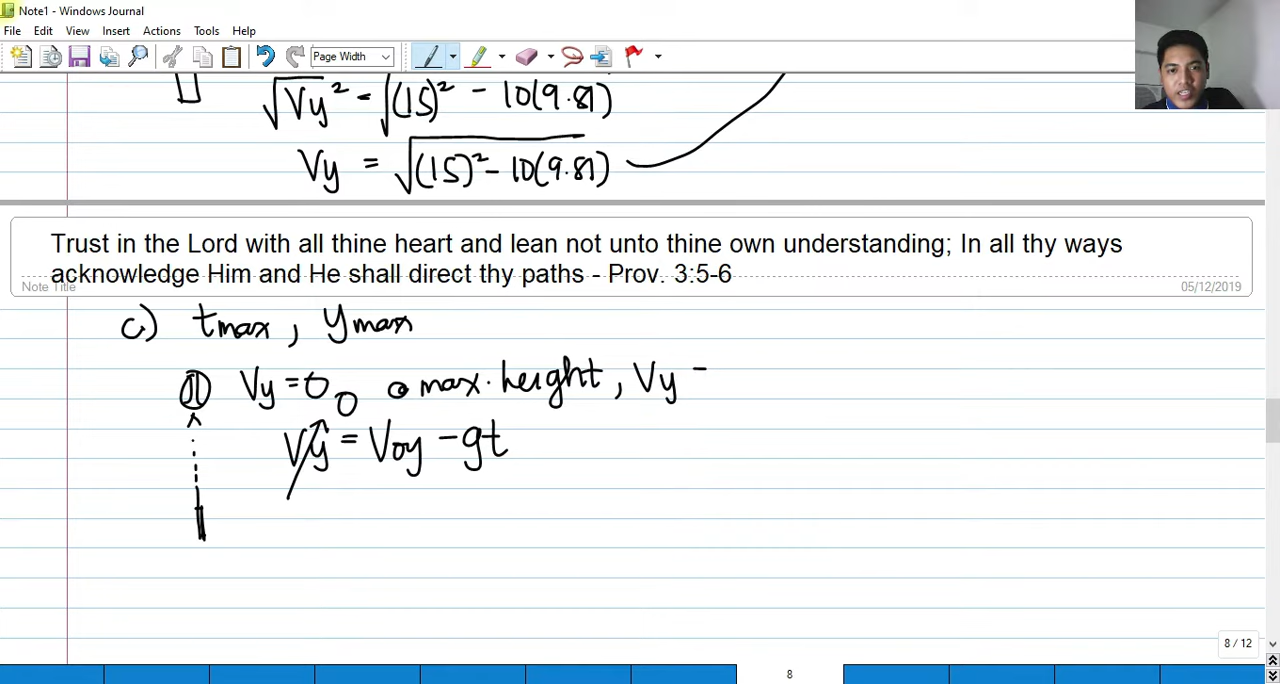 Note1 - Windows Journal
File Edit View Insert Actions Tools Help
Page Width
√Vy² = √(15)² - 10(9.81)
Vy = √(15)² - 10(9.81)
Trust in the Lord with all thine heart and lean not unto thine own understanding; In all thy ways
acknowledge Him and He shall direct thy paths - Prov. 3:5-6
Note Title
05/12/2019
c) tmax, ymax
Vy = 0 @ max. height, Vy =
0
Vy = Voy - gt
8 / 12
8